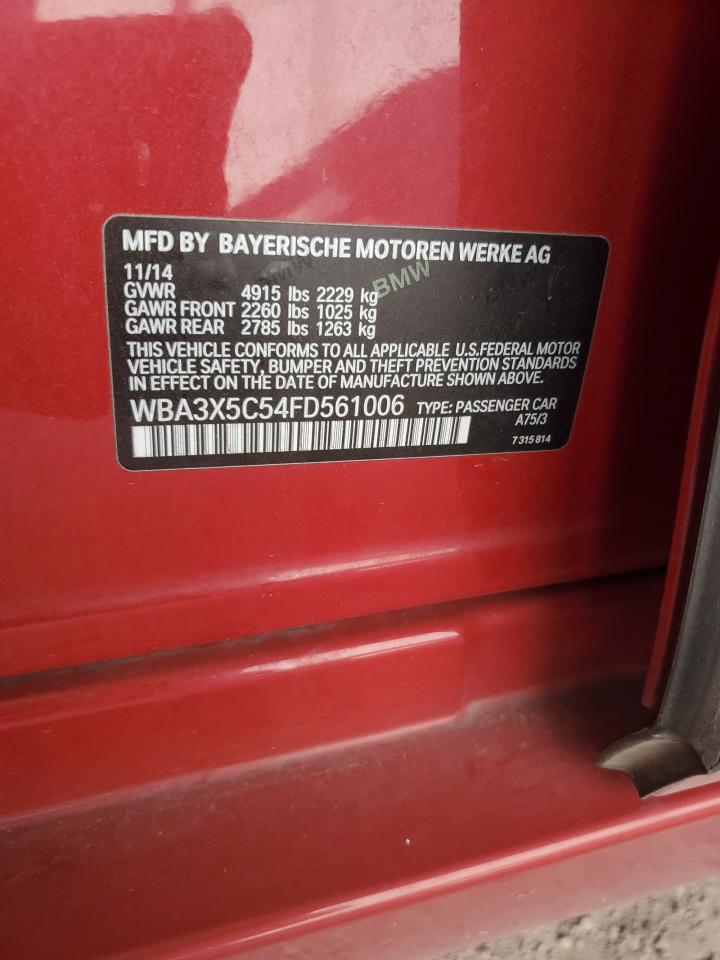 MFD BY BAYERISCHE MOTOREN WERKE AG
11/14
GVWR 4915 lbs 2229 kg
GAWR FRONT 2260 lbs 1025 kg
GAWR REAR 2785 lbs 1263 kg
BMW
THIS VEHICLE CONFORMS TO ALL APPLICABLE U.S.FEDERAL MOTOR
VEHICLE SAFETY, BUMPER AND THEFT PREVENTION STANDARDS
IN EFFECT ON THE DATE OF MANUFACTURE SHOWN ABOVE.
WBA3X5C54FD561006 TYPE: PASSENGER CAR
A75/3
7 315 814